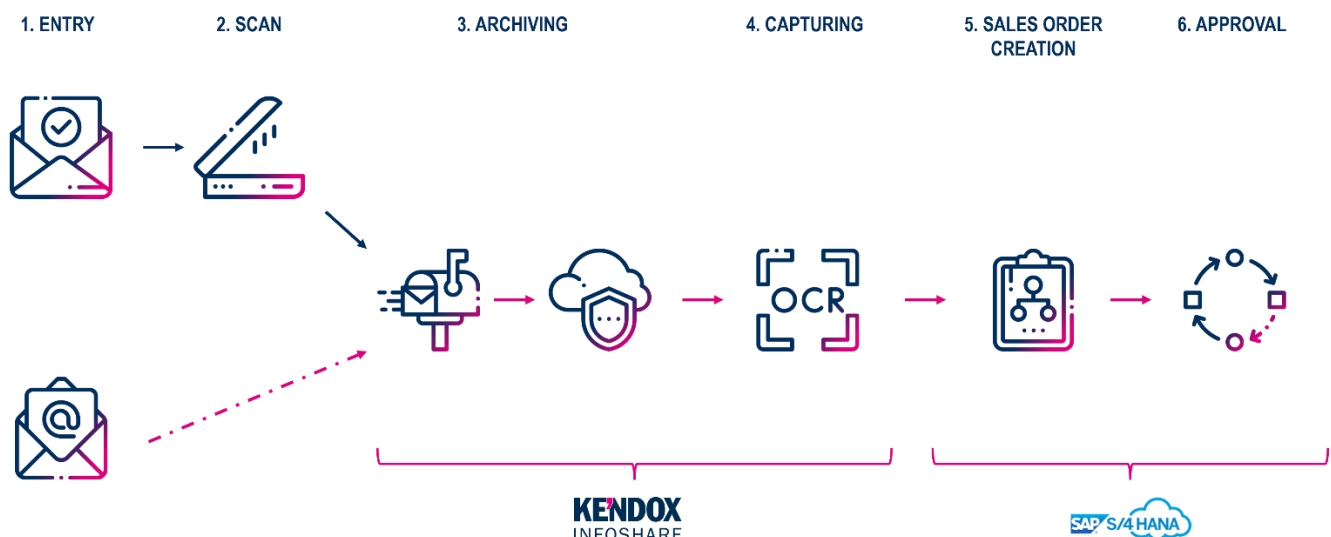 1. ENTRY
2. SCAN
3. ARCHIVING
4. CAPTURING
5. SALES ORDER
CREATION
6. APPROVAL
OCR
@
KENDOX
INFOSHARE
SAP S/4HANA